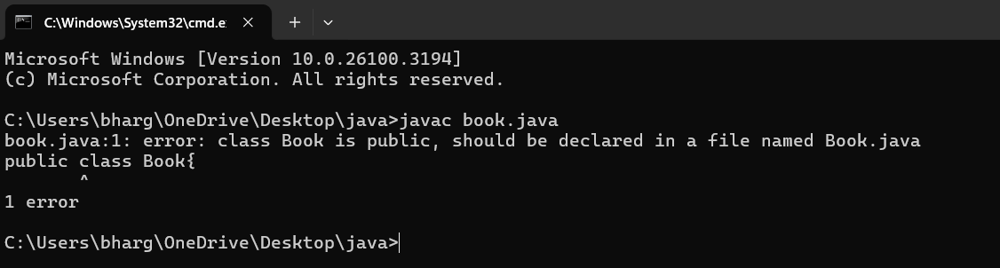 C:\Windows\System32\cmd.e
Microsoft Windows [Version 10.0.26100.3194]
(c) Microsoft Corporation. All rights reserved.
C:\Users\bharg\OneDrive\Desktop\java>javac book.java
book.java:1: error: class Book is public, should be declared in a file named Book.java
public class Book{
       ^
1 error
C:\Users\bharg\OneDrive\Desktop\java>